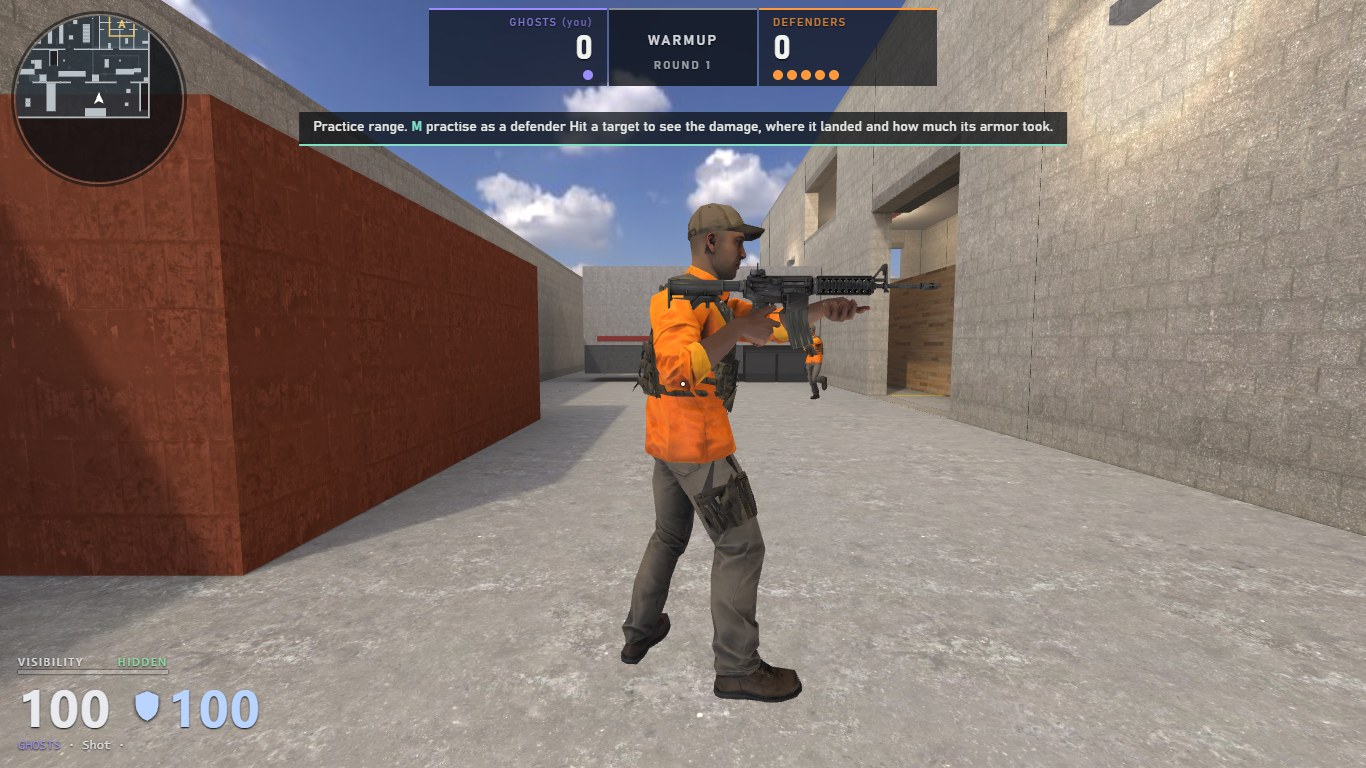 A
GHOSTS (you)
0
WARMUP
ROUND 1
DEFENDERS
0
Practice range. M practise as a defender Hit a target to see the damage, where it landed and how much its armor took.
VISIBILITY HIDDEN
100 100
GHOSTS · Shot ·